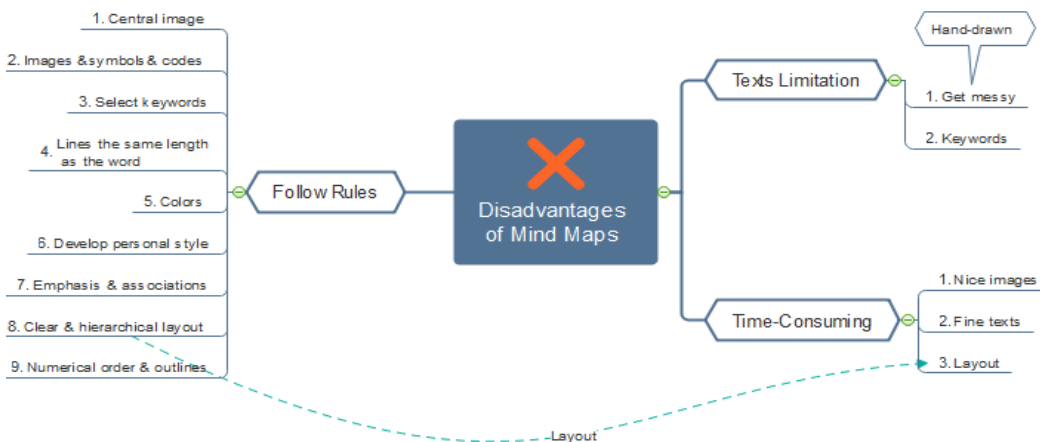 Disadvantages
of Mind Maps
Follow Rules
1. Central image
2. Images &symbols & codes
3. Select keywords
4. Lines the same length
as the word
5. Colors
6. Develop personal style
7. Emphasis & associations
8. Clear & hierarchical layout
9. Numerical order & outlines
Texts Limitation
Hand-drawn
1. Get messy
2. Keywords
Time-Consuming
1. Nice images
2. Fine texts
3. Layout
Layout